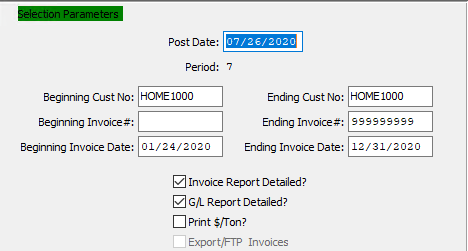 Selection Parameters
Post Date: 07/26/2020
Period: 7
Beginning Cust No: HOME1000 Ending Cust No: HOME1000
Beginning Invoice#: Ending Invoice#: 999999999
Beginning Invoice Date: 01/24/2020 Ending Invoice Date: 12/31/2020
Invoice Report Detailed?
G/L Report Detailed?
Print $/Ton?
Export/FTP Invoices